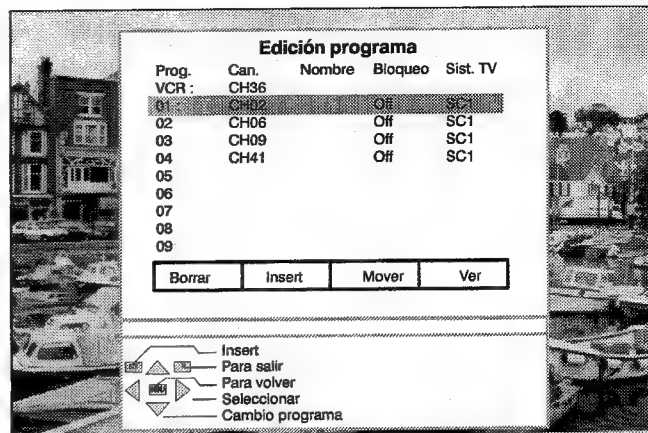 Edición programa
Prog. Can. Nombre Bloqueo Sist. TV
VCR : CH36
01 : CH02 Off SC1
02 CH06 Off SC1
03 CH09 Off SC1
04 CH41 Off SC1
05
06
07
08
09
Borrar Insert Mover Ver
Insert
Para salir
Para volver
Seleccionar
Cambio programa